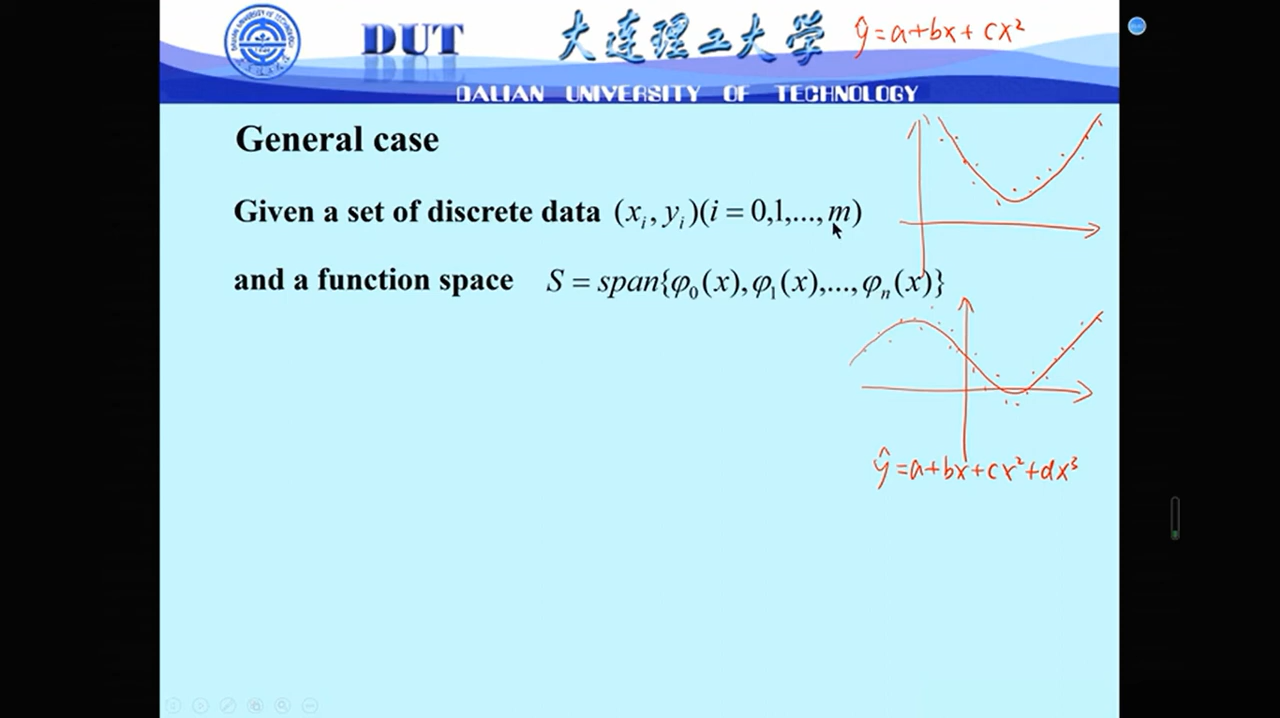 DUT
大连理工大学
ŷ=a+bx+cx²
DALIAN UNIVERSITY OF TECHNOLOGY
General case
Given a set of discrete data (xᵢ, yᵢ)(i = 0,1,..., m)
and a function space S = span{φ₀(x), φ₁(x),..., φₙ(x)}
ŷ=a+bx+cx²+dx³